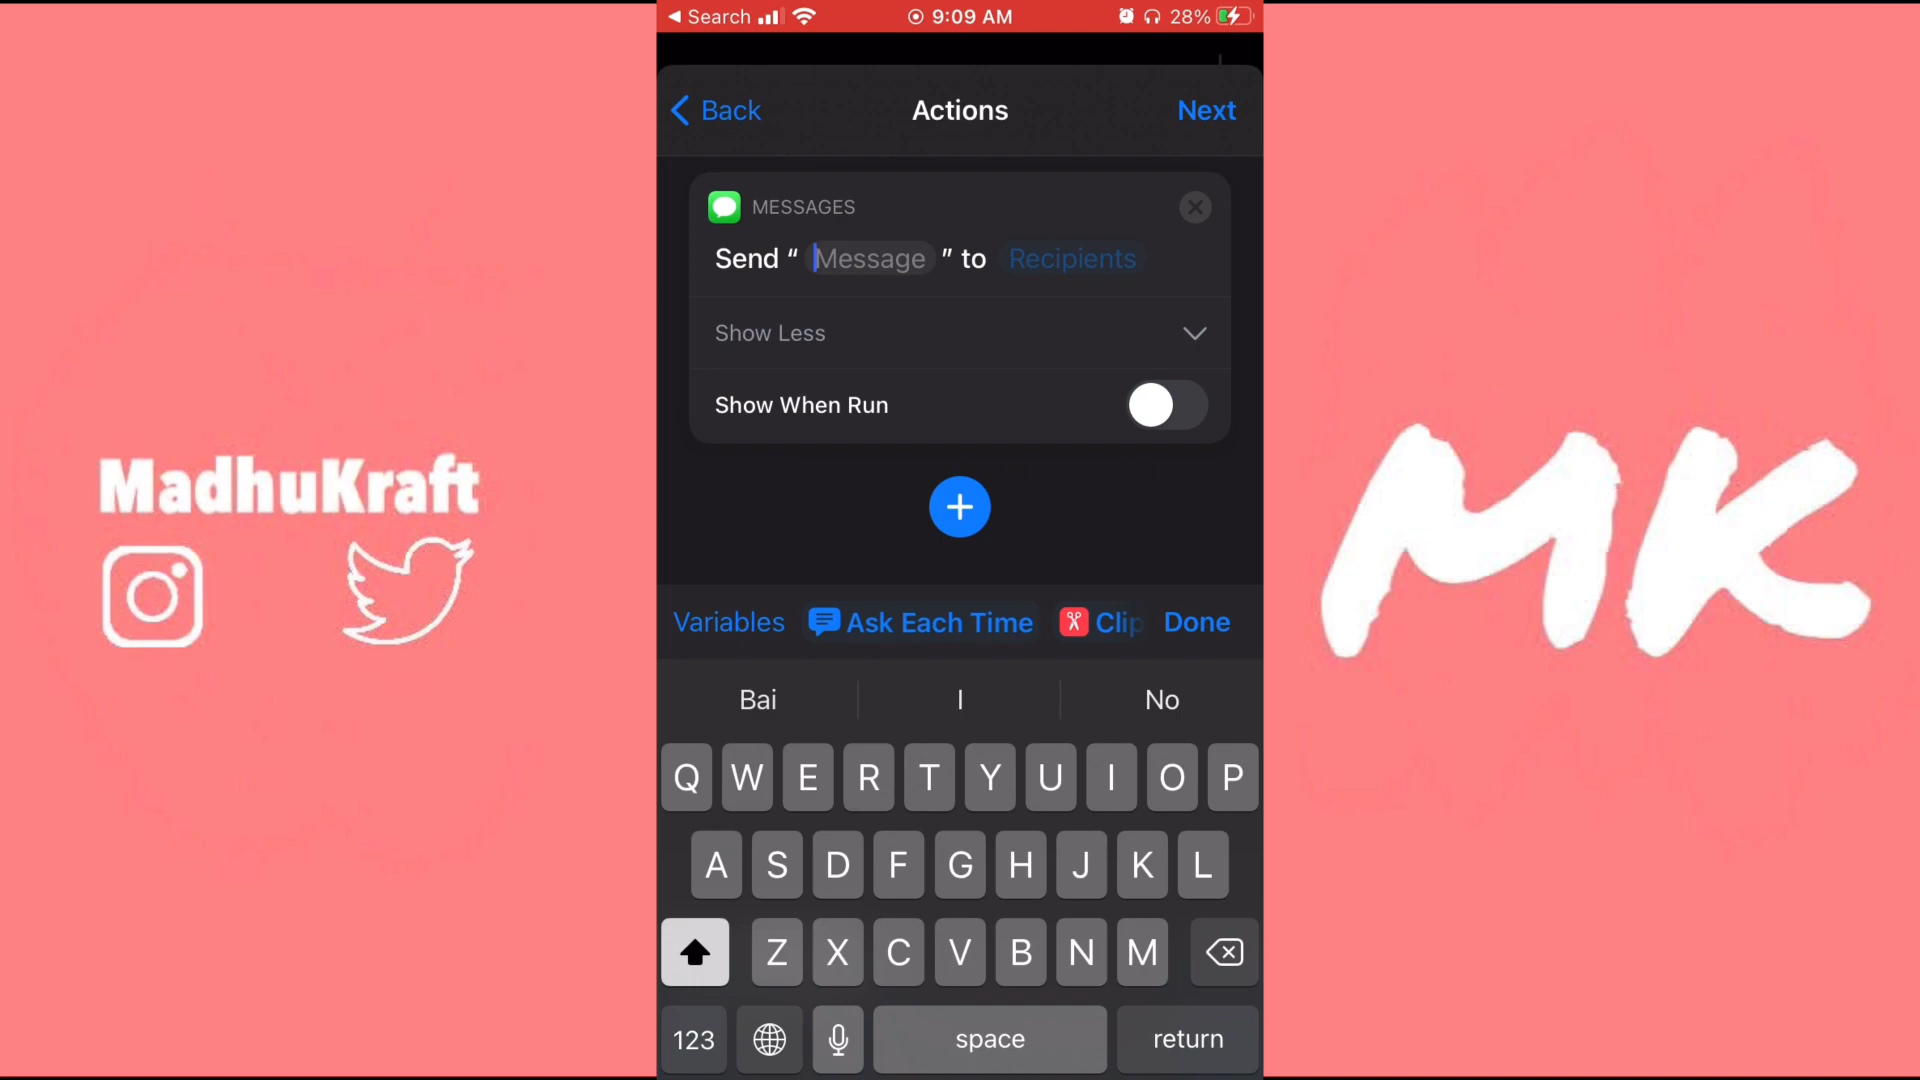 Search 9:09 AM 28%
Back Actions Next
MESSAGES
Send “ Message ” to Recipients
Show Less
Show When Run
MadhuKraft
MK
Variables Ask Each Time Clip Done
Bai I No
Q W E R T Y U I O P
A S D F G H J K L
Z X C V B N M
123 space return